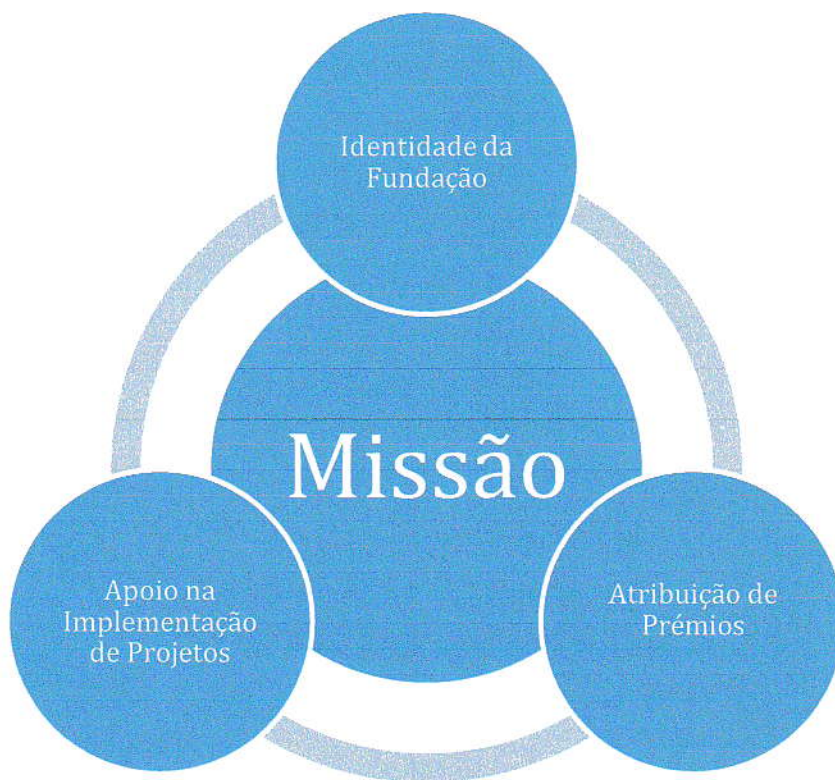 Identidade da
Fundação
Missão
Apoio na
Implementação
de Projetos
Atribuição de
Prémios